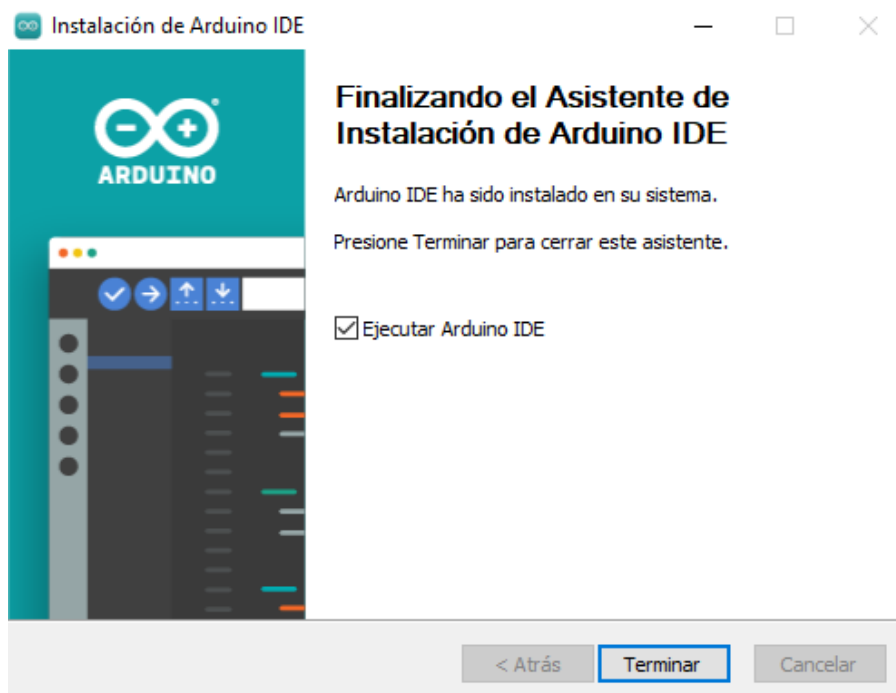 Instalación de Arduino IDE
ARDUINO
Finalizando el Asistente de
Instalación de Arduino IDE
Arduino IDE ha sido instalado en su sistema.
Presione Terminar para cerrar este asistente.
Ejecutar Arduino IDE
< Atrás
Terminar
Cancelar